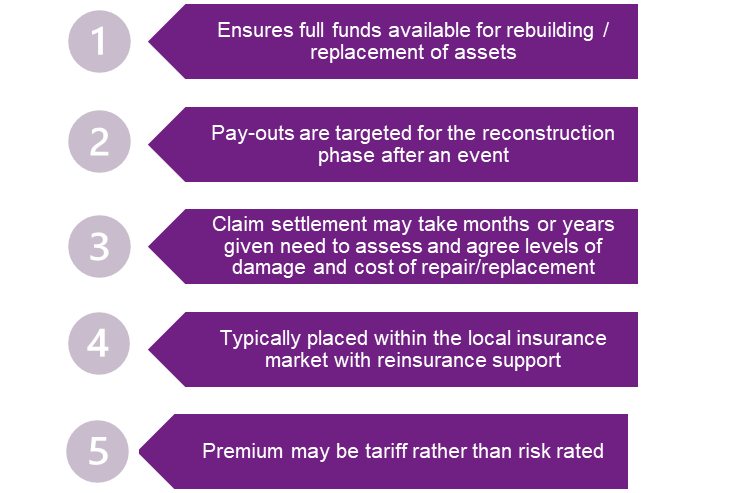 1
Ensures full funds available for rebuilding /
replacement of assets
2
Pay-outs are targeted for the reconstruction
phase after an event
3
Claim settlement may take months or years
given need to assess and agree levels of
damage and cost of repair/replacement
4
Typically placed within the local insurance
market with reinsurance support
5
Premium may be tariff rather than risk rated